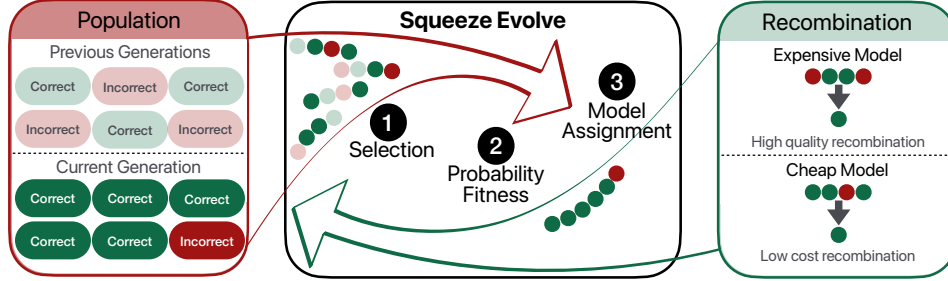 Population
Previous Generations
Correct
Incorrect
Correct
Incorrect
Correct
Incorrect
Current Generation
Correct
Correct
Correct
Correct
Correct
Incorrect
Squeeze Evolve
1
Selection
2
Probability
Fitness
3
Model
Assignment
Recombination
Expensive Model
High quality recombination
Cheap Model
Low cost recombination